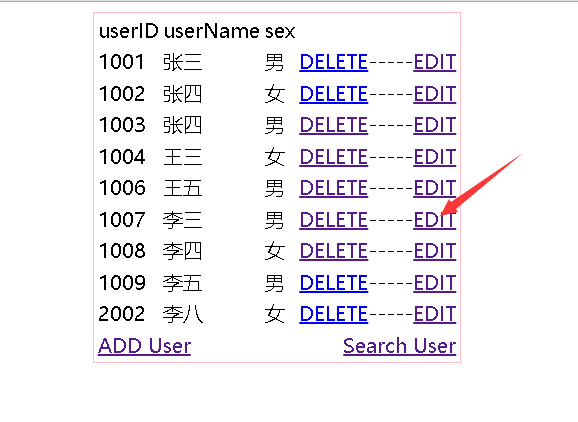 userID userName sex
1001 张三 男 DELETE-----EDIT
1002 张四 女 DELETE-----EDIT
1003 张四 男 DELETE-----EDIT
1004 王三 女 DELETE-----EDIT
1006 王五 男 DELETE-----EDIT
1007 李三 男 DELETE-----EDIT
1008 李四 女 DELETE-----EDIT
1009 李五 男 DELETE-----EDIT
2002 李八 女 DELETE-----EDIT
ADD User Search User